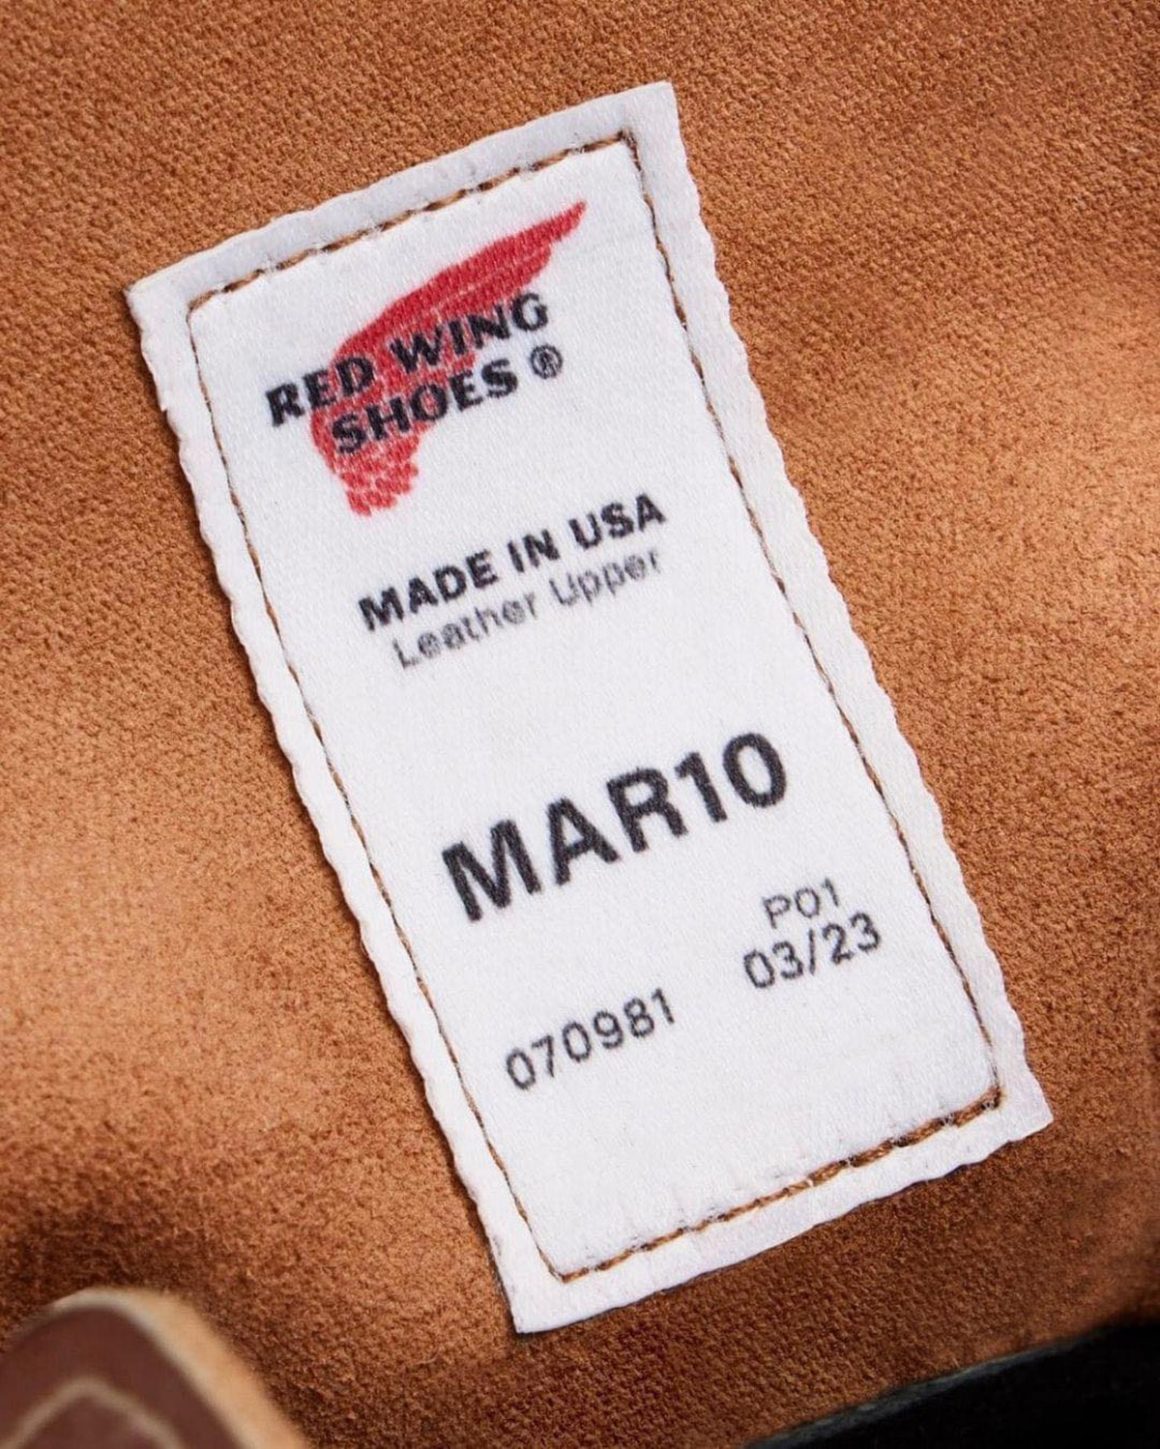 RED WING
SHOES ®
MADE IN USA
Leather Upper
MAR10
P01
070981 03/23